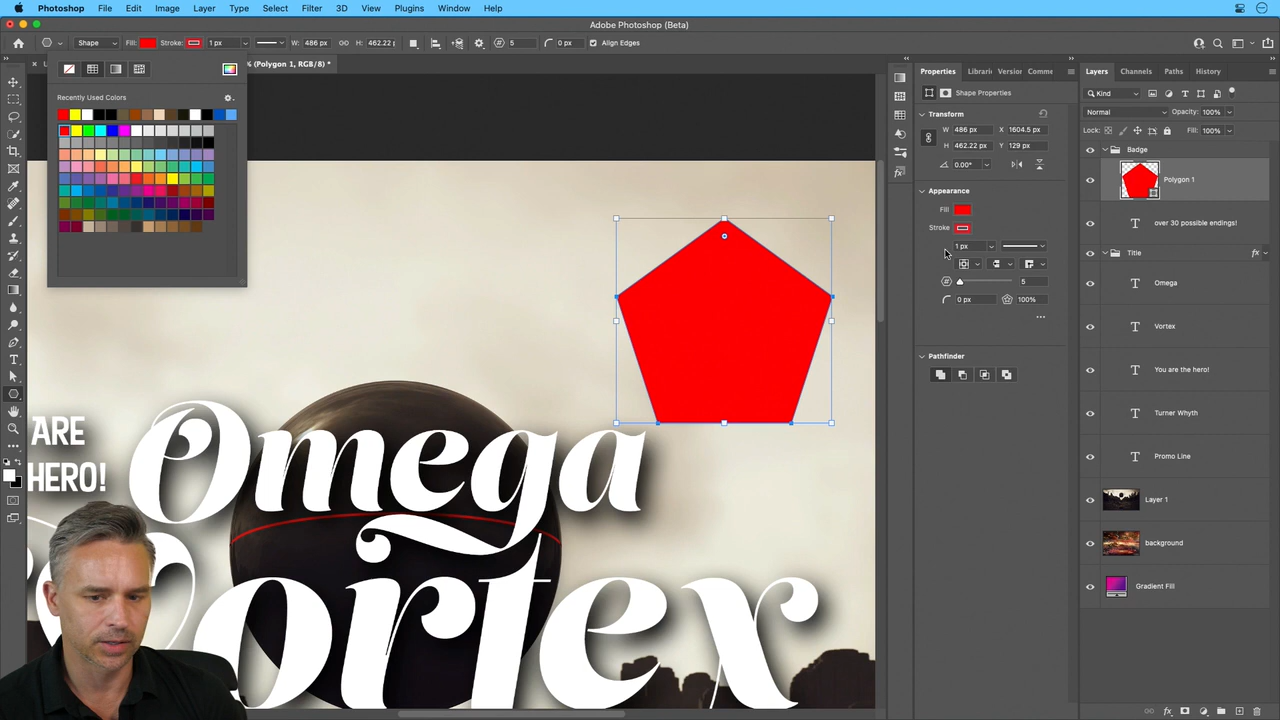 Photoshop File Edit Image Layer Type Select Filter 3D View Plugins Window Help
Adobe Photoshop (Beta)
Shape Fill: Stroke: 1 px W: 486 px H: 462.22 5 0 px Align Edges
% (Polygon 1, RGB/8) *
Recently Used Colors
Properties Librari Version Comme
Shape Properties
Transform
W 486 px X 1604.5 px
H 462.22 px Y 129 px
0.00°
Appearance
Fill
Stroke
1 px
5
0 px 100%
Pathfinder
Layers Channels Paths History
Kind
Normal Opacity: 100%
Lock: Fill: 100%
Badge
Polygon 1
over 30 possible endings!
Title fx
Omega
Vortex
You are the hero!
Turner Whyth
Promo Line
Layer 1
background
Gradient Fill
ARE
HERO!
Omega
Vortex